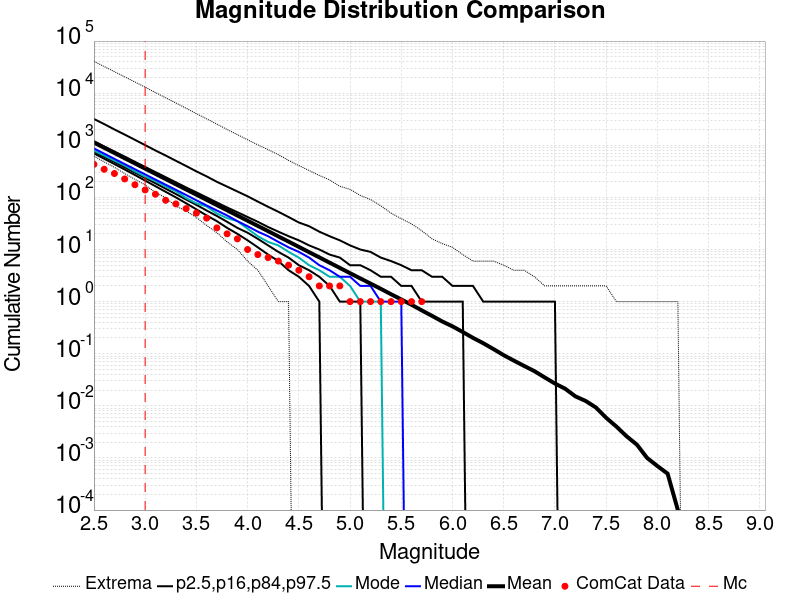 Magnitude Distribution Comparison
10^5
10^4
10^3
10^2
10^1
10^0
10^-1
10^-2
10^-3
10^-4
Cumulative Number
2.5 3.0 3.5 4.0 4.5 5.0 5.5 6.0 6.5 7.0 7.5 8.0 8.5 9.0
Magnitude
Extrema p2.5,p16,p84,p97.5 Mode Median Mean ComCat Data Mc